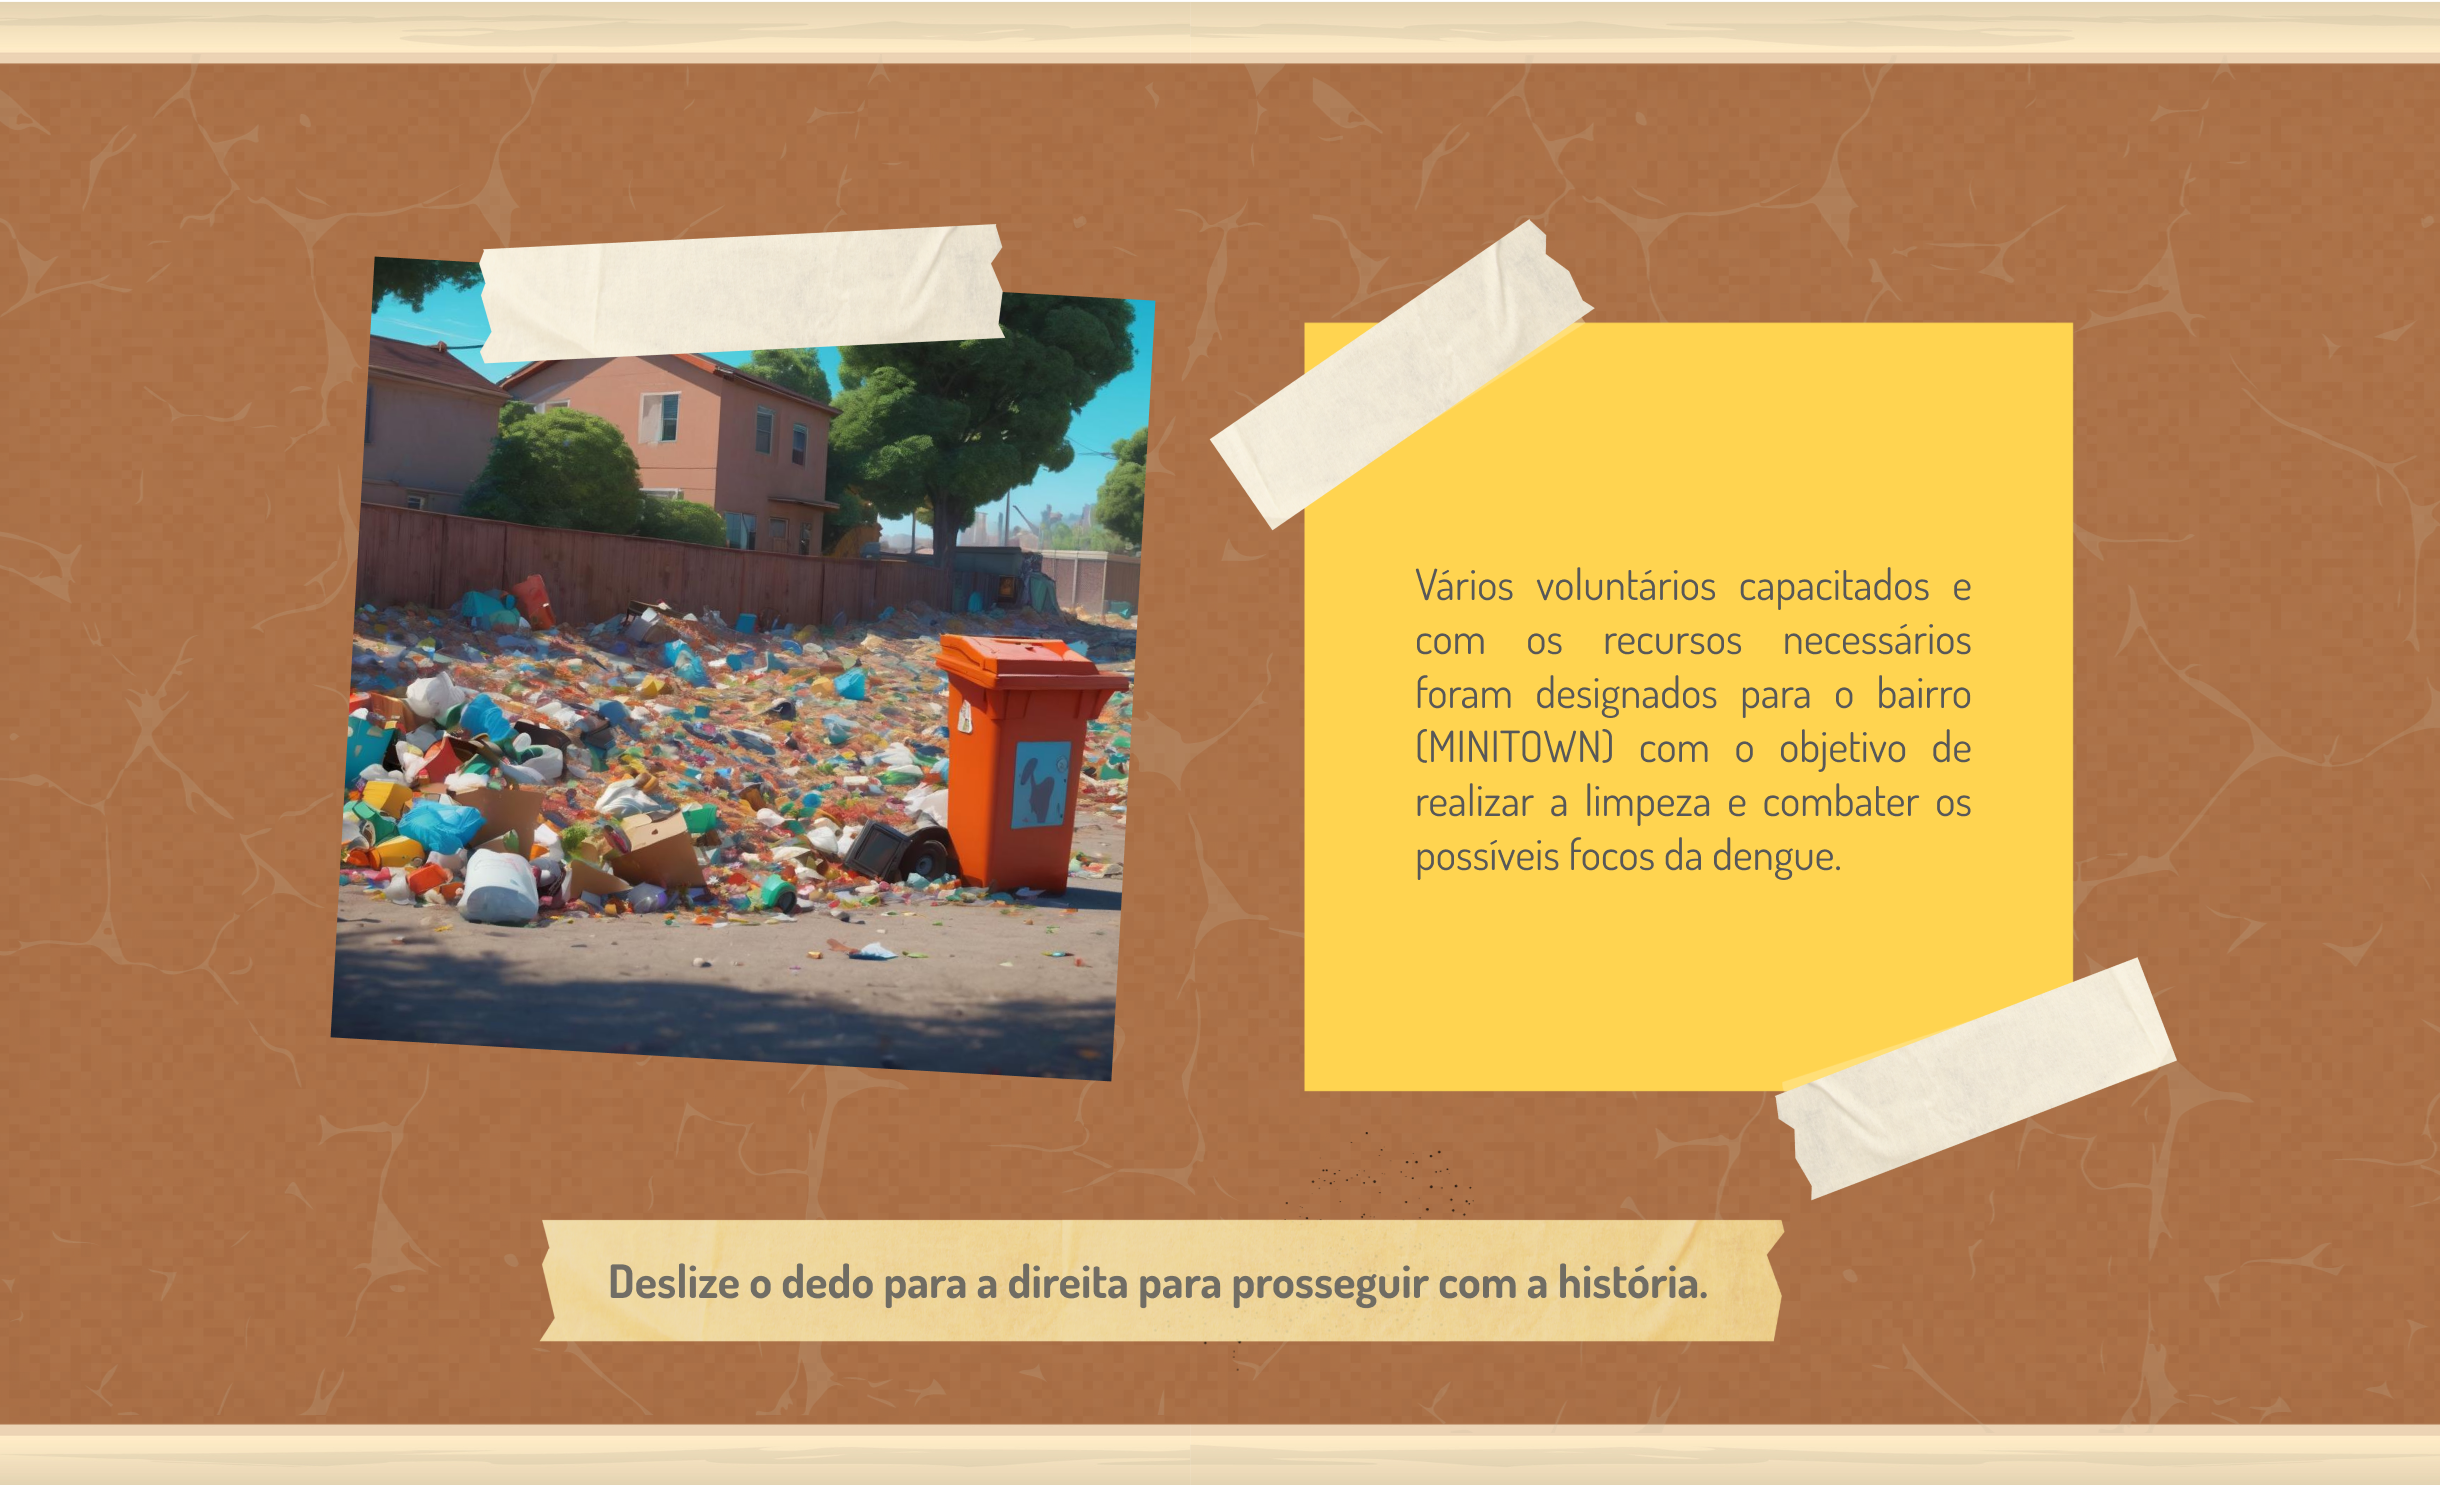 Vários voluntários capacitados e
com os recursos necessários
foram designados para o bairro
(MINITOWN) com o objetivo de
realizar a limpeza e combater os
possíveis focos da dengue.
Deslize o dedo para a direita para prosseguir com a história.